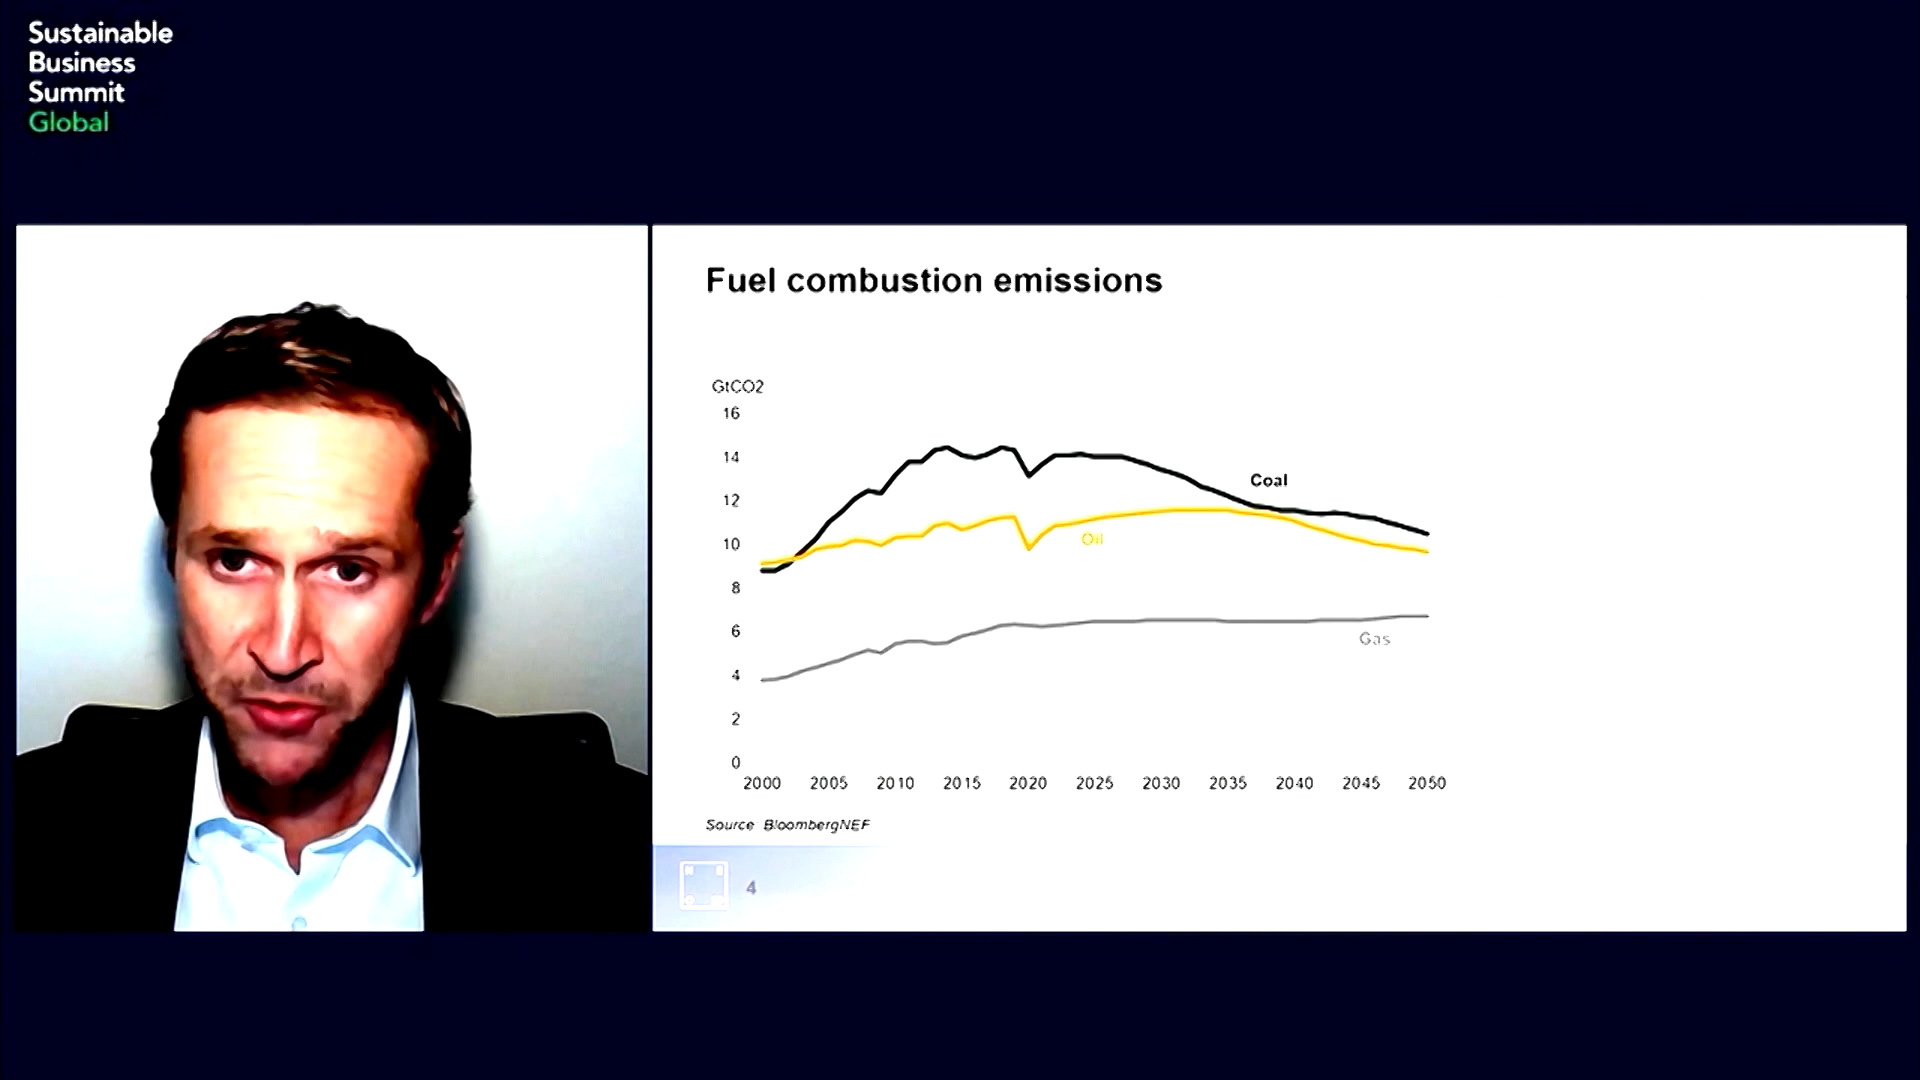 Sustainable
Business
Summit
Global
Fuel combustion emissions
GtCO2
16
14
12
10
8
6
4
2
0
Coal
Oil
Gas
2000 2005 2010 2015 2020 2025 2030 2035 2040 2045 2050
Source BloombergNEF
4